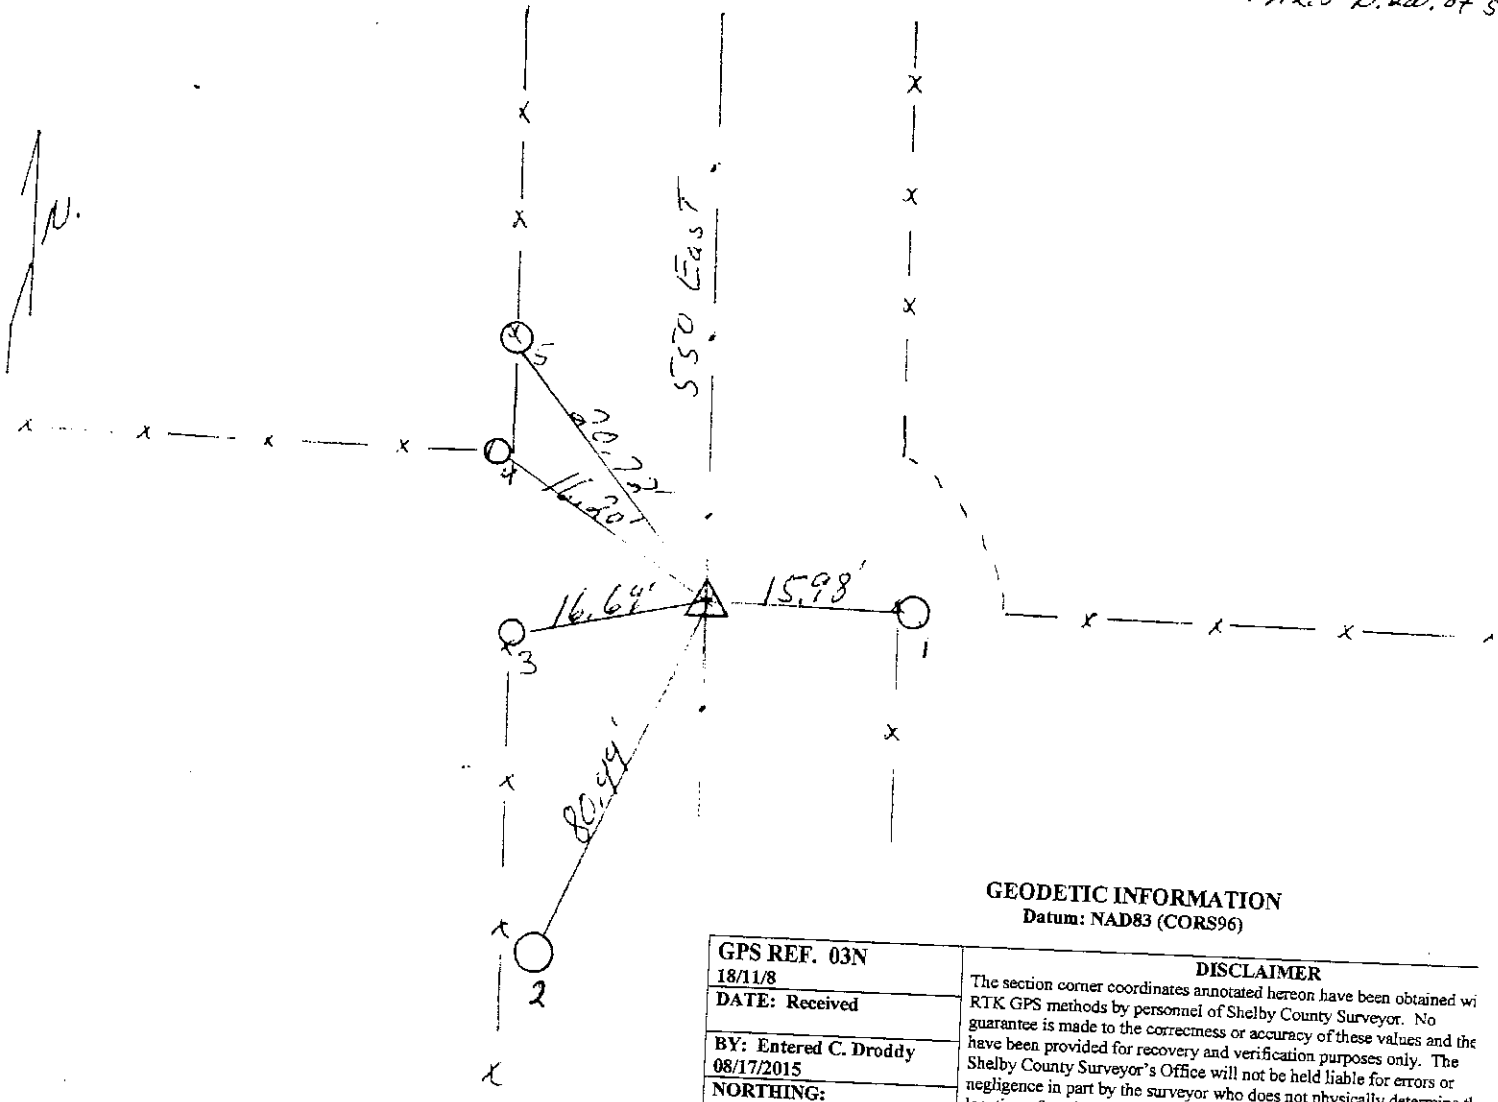 N.
550 East
5
20.72'
4
16.69'
15.98'
3
1
80.44'
2
GEODETIC INFORMATION
Datum: NAD83 (CORS96)
GPS REF. 03N
18/11/8
DATE: Received
BY: Entered C. Droddy
08/17/2015
NORTHING:
DISCLAIMER
The section corner coordinates annotated hereon have been obtained wi
RTK GPS methods by personnel of Shelby County Surveyor. No
guarantee is made to the correctness or accuracy of these values and the
have been provided for recovery and verification purposes only. The
Shelby County Surveyor's Office will not be held liable for errors or
negligence in part by the surveyor who does not physically determine th